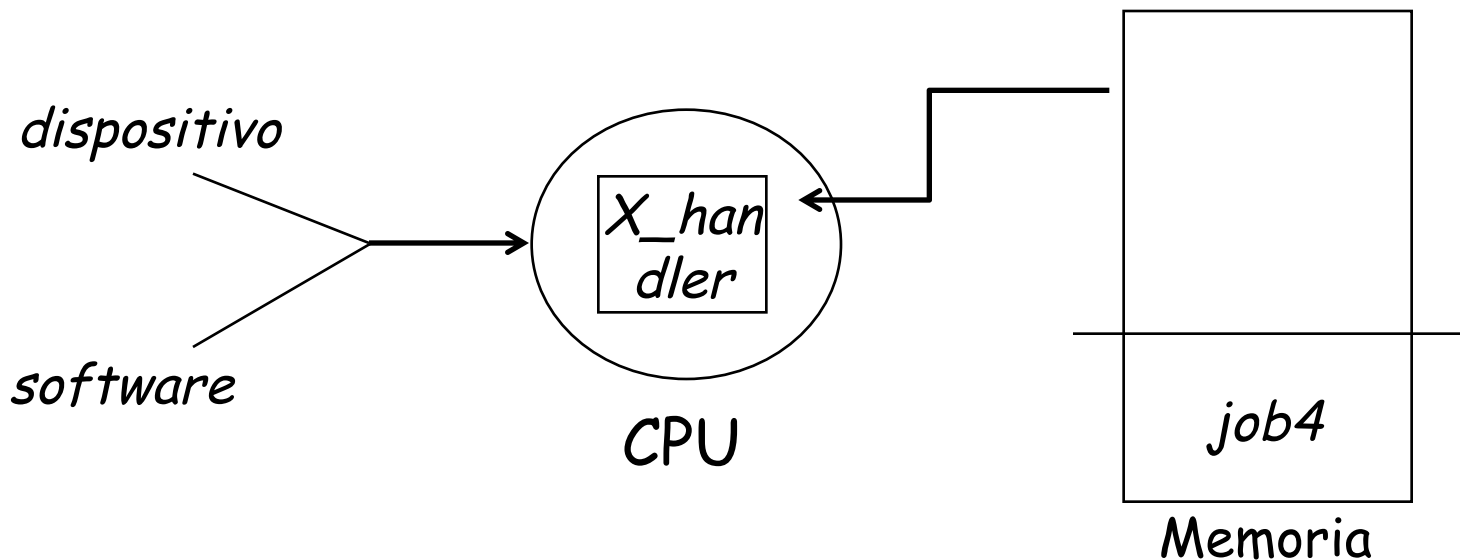 dispositivo
software
X_han
dler
CPU
job4
Memoria